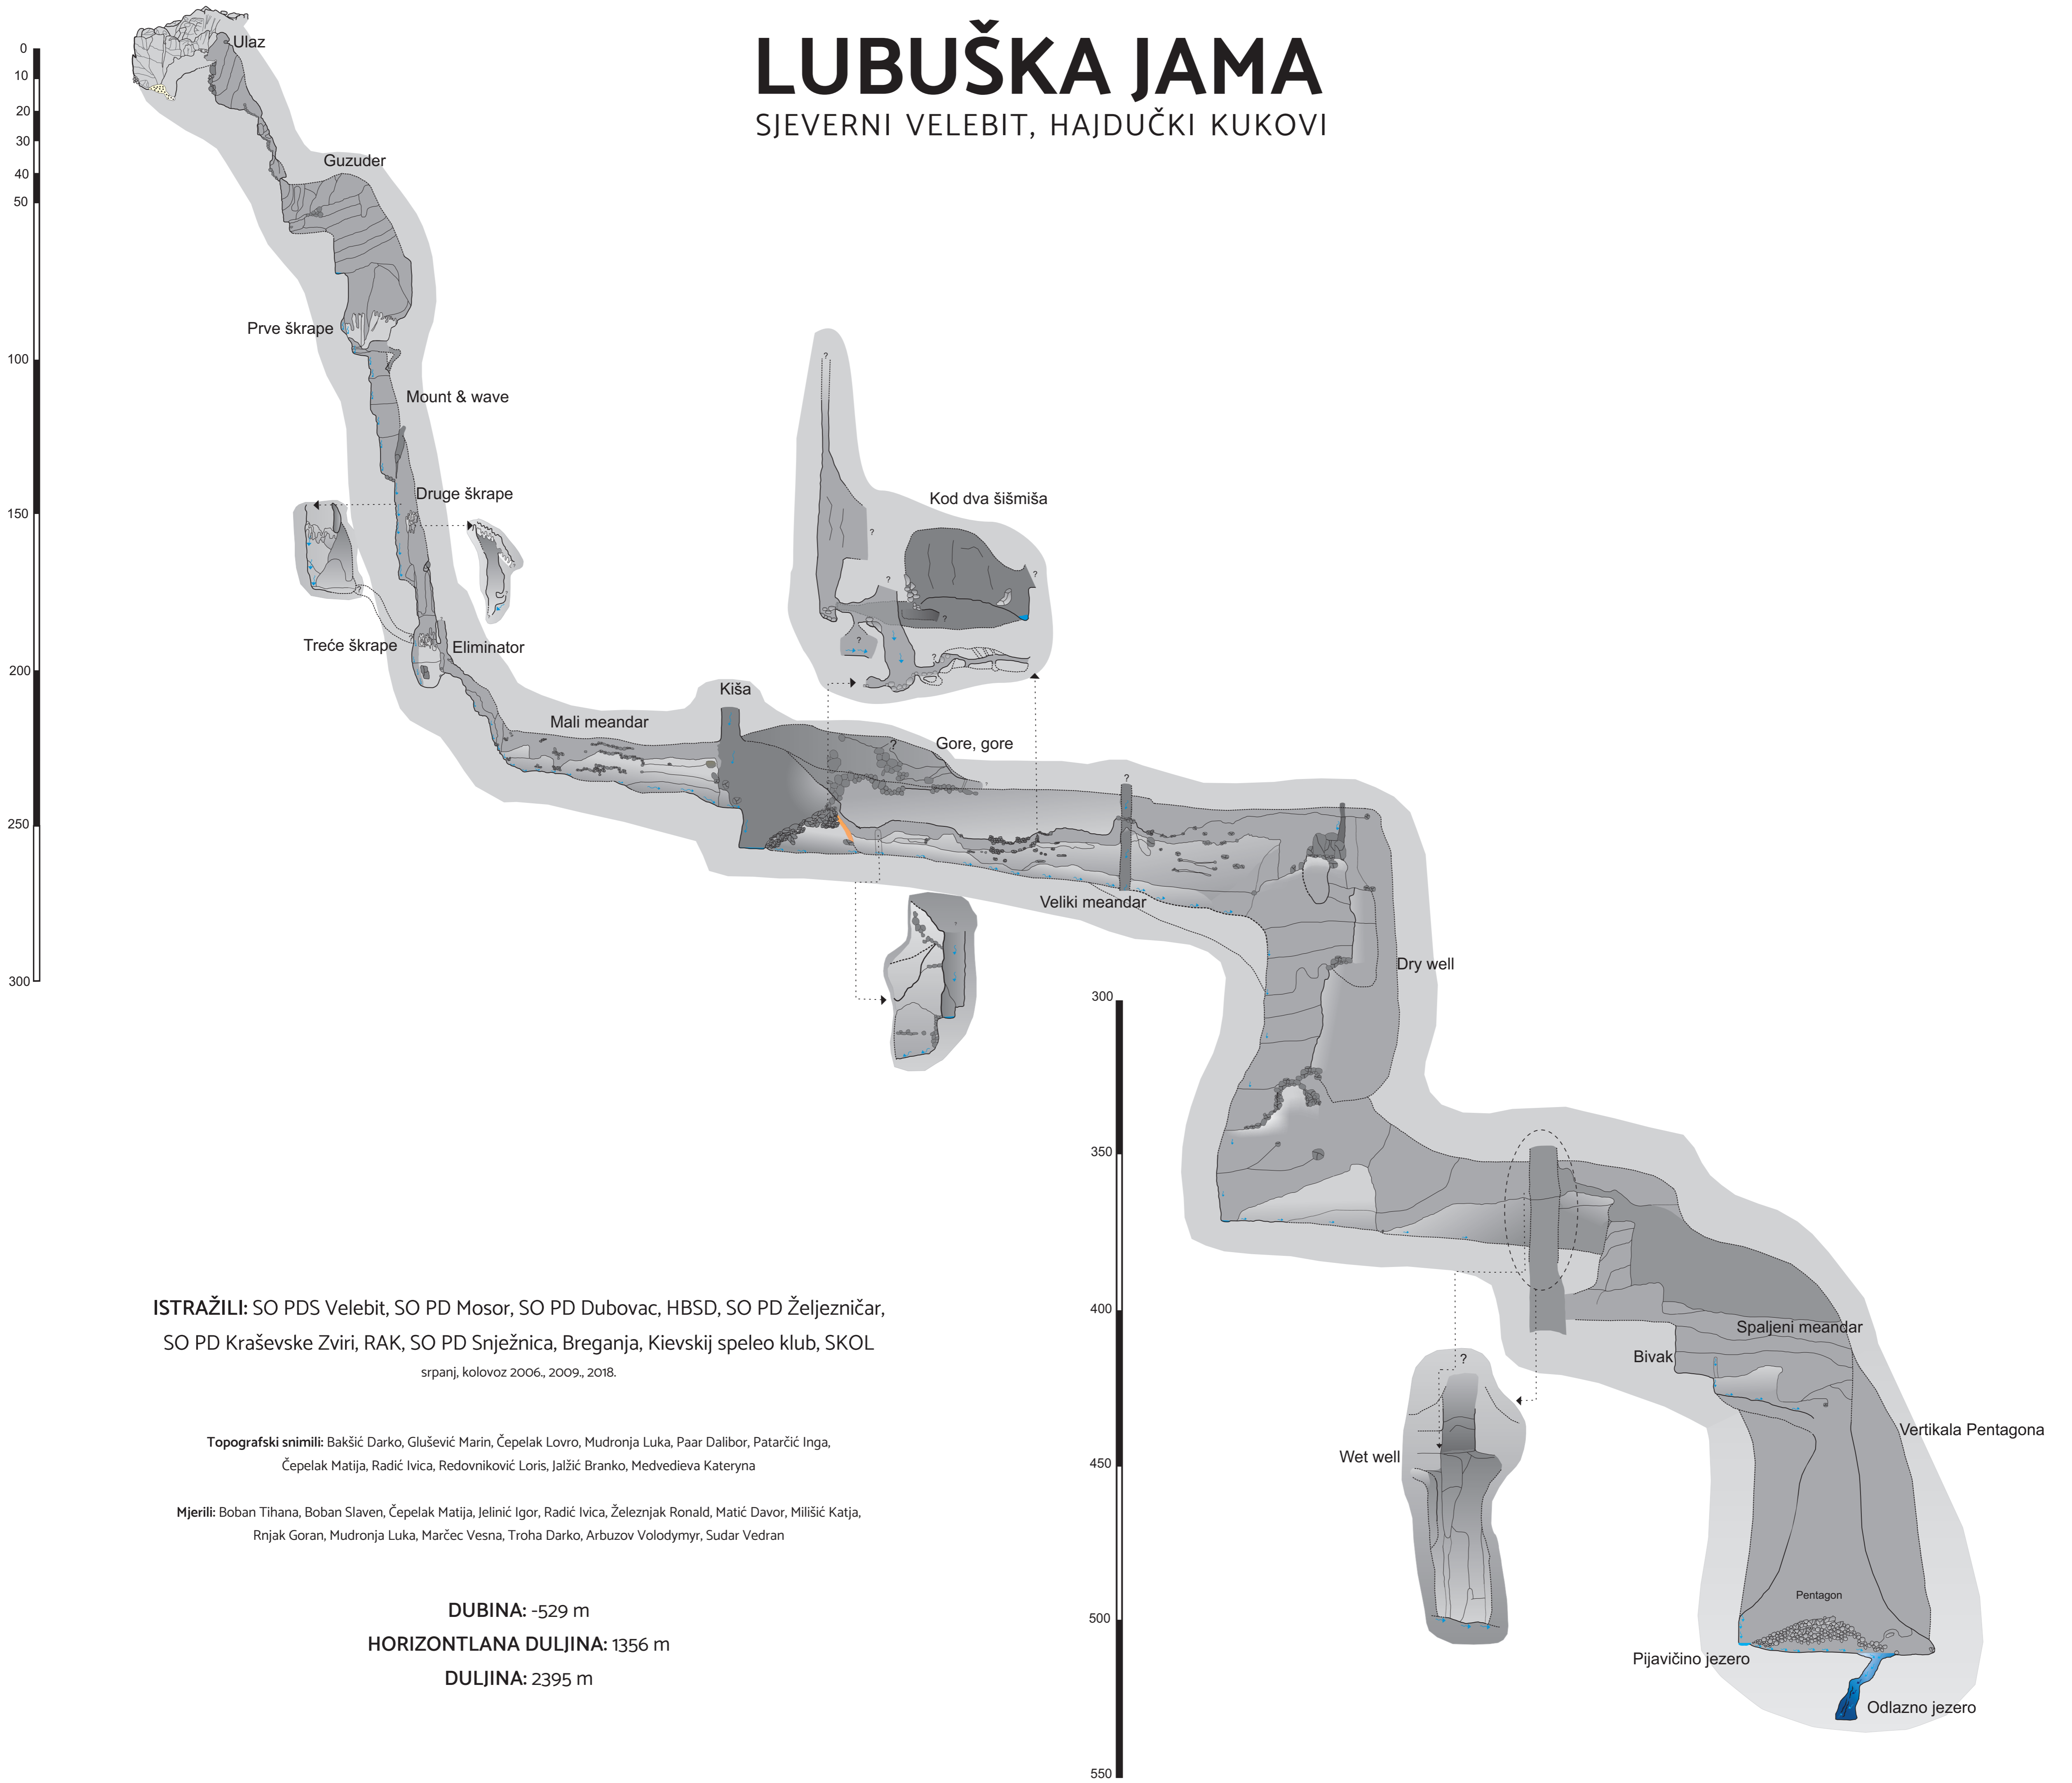 LUBUŠKA JAMA
SJEVERNI VELEBIT, HAJDUČKI KUKOVI
Ulaz
0
10
20
30
40
50
100
150
200
250
300
Guzuder
Prve škrape
Mount & wave
Druge škrape
?
?
Treće škrape
Eliminator
Mali meandar
Kiša
?
Kod dva šišmiša
?
?
?
?
?
?
Gore, gore
?
?
?
Veliki meandar
?
Dry well
300
350
400
450
500
550
Spaljeni meandar
Bivak
?
Wet well
Vertikala Pentagona
Pentagon
Pijavičino jezero
Odlazno jezero
ISTRAŽILI: SO PDS Velebit, SO PD Mosor, SO PD Dubovac, HBSD, SO PD Željezničar,
SO PD Kraševske Zviri, RAK, SO PD Snježnica, Breganja, Kievskij speleo klub, SKOL
srpanj, kolovoz 2006., 2009., 2018.
Topografski snimili: Bakšić Darko, Glušević Marin, Čepelak Lovro, Mudronja Luka, Paar Dalibor, Patarčić Inga,
Čepelak Matija, Radić Ivica, Redovniković Loris, Jalžić Branko, Medvedieva Kateryna
Mjerili: Boban Tihana, Boban Slaven, Čepelak Matija, Jelinić Igor, Radić Ivica, Železnjak Ronald, Matić Davor, Milišić Katja,
Rnjak Goran, Mudronja Luka, Marčec Vesna, Troha Darko, Arbuzov Volodymyr, Sudar Vedran
DUBINA: -529 m
HORIZONTLANA DULJINA: 1356 m
DULJINA: 2395 m